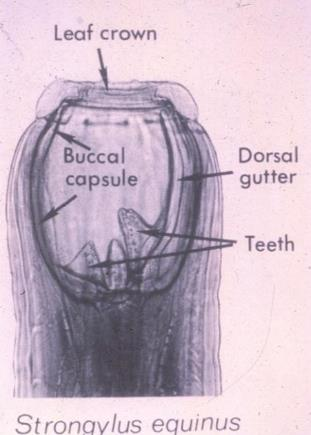 Leaf crown
Buccal
capsule
Dorsal
gutter
Teeth
Strongylus equinus